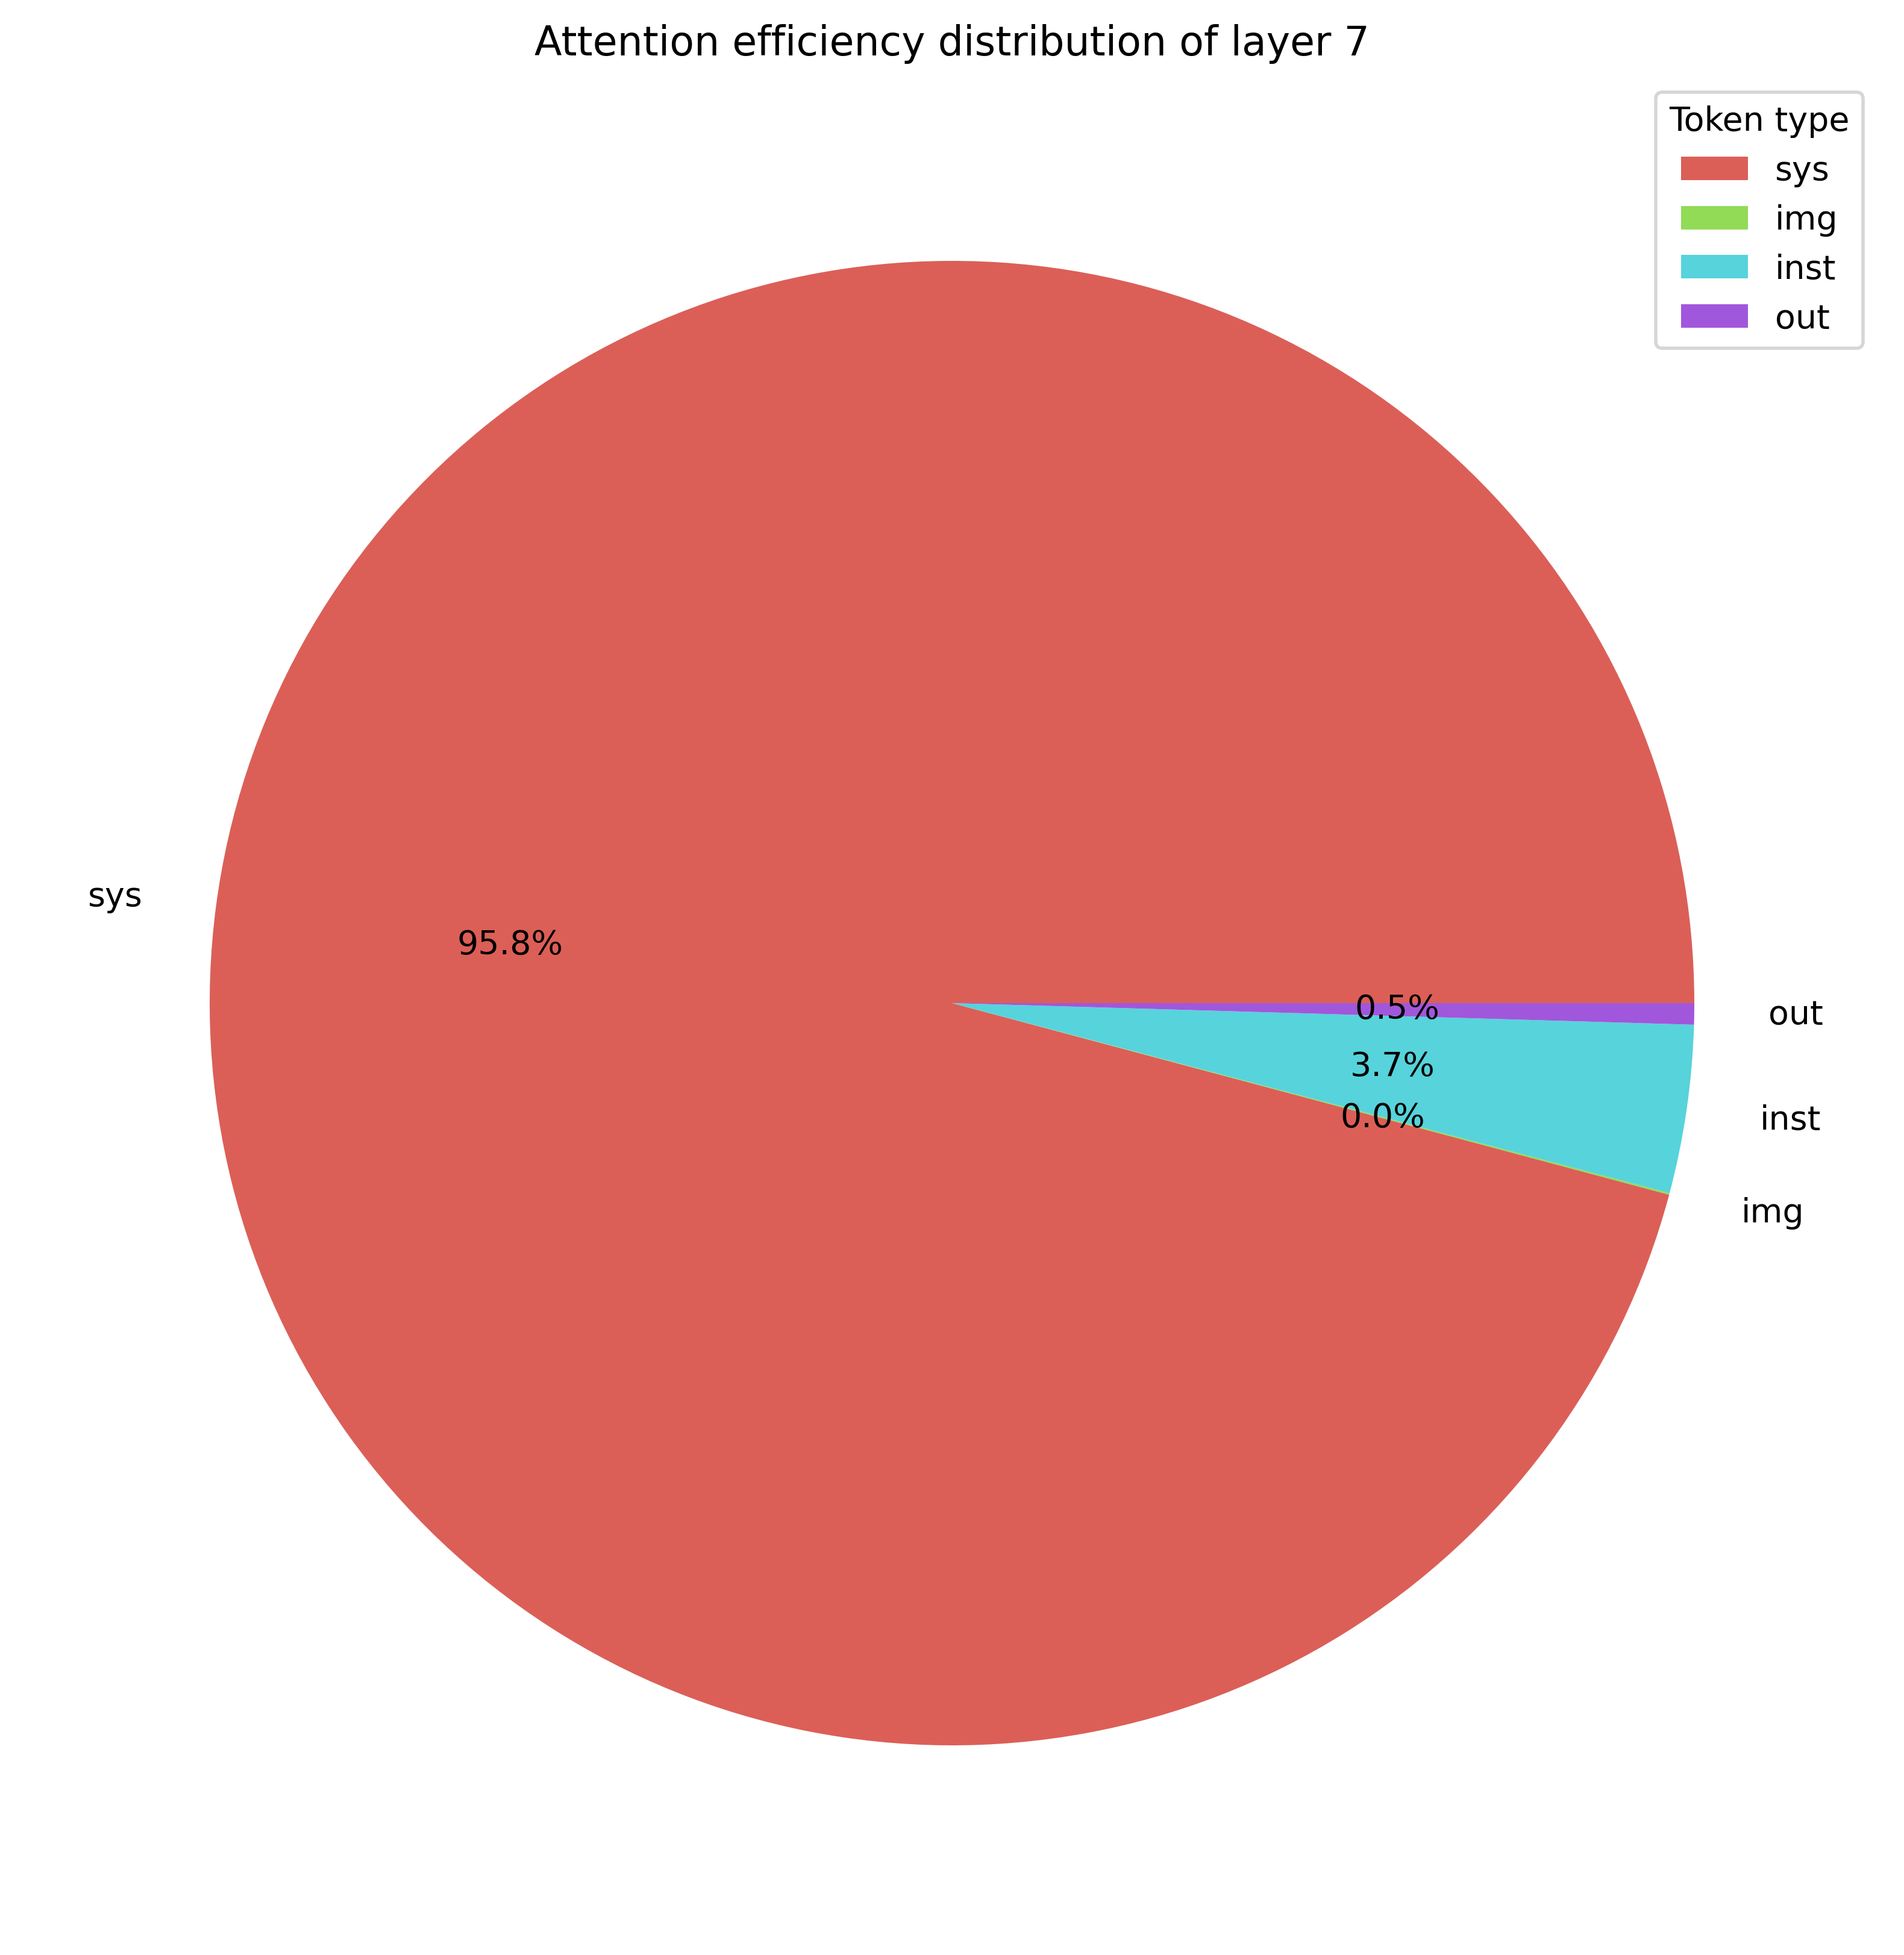 Attention efficiency distribution of layer 7
Token type
sys
img
inst
out
sys
95.8%
0.5%
out
3.7%
0.0%
inst
img